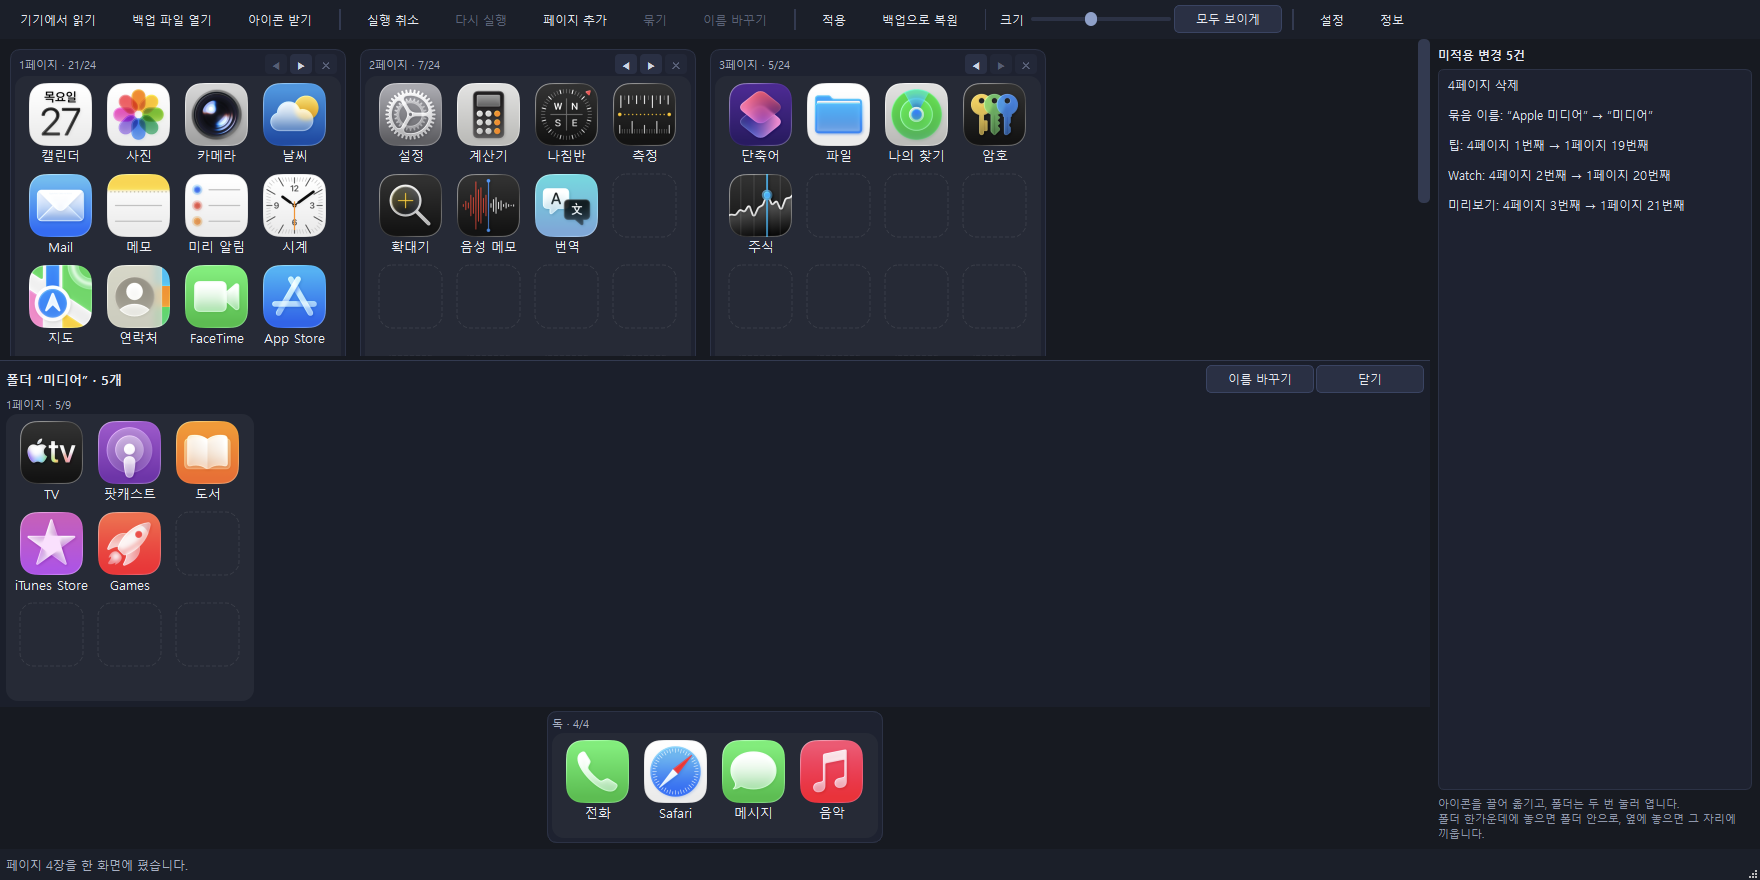 기기에서 읽기 백업 파일 열기 아이콘 받기 실행 취소 다시 실행 페이지 추가 묶기 이름 바꾸기 적용 백업으로 복원 크기 모두 보이게 설정 정보
1페이지 · 21/24
목요일
27
캘린더 사진 카메라 날씨
Mail 메모 미리 알림 시계
지도 연락처 FaceTime App Store
2페이지 · 7/24
설정 계산기 나침반 측정
확대기 음성 메모 번역
3페이지 · 5/24
단축어 파일 나의 찾기 암호
주식
미적용 변경 5건
4페이지 삭제
묶음 이름: “Apple 미디어” → “미디어”
팁: 4페이지 1번째 → 1페이지 19번째
Watch: 4페이지 2번째 → 1페이지 20번째
미리보기: 4페이지 3번째 → 1페이지 21번째
폴더 “미디어” · 5개 이름 바꾸기 닫기
1페이지 · 5/9
tv
TV 팟캐스트 도서
iTunes Store Games
독 · 4/4
전화 Safari 메시지 음악
아이콘을 끌어 옮기고, 폴더는 두 번 눌러 엽니다.
폴더 한가운데에 놓으면 폴더 안으로, 옆에 놓으면 그 자리에
끼웁니다.
페이지 4장을 한 화면에 폈습니다.